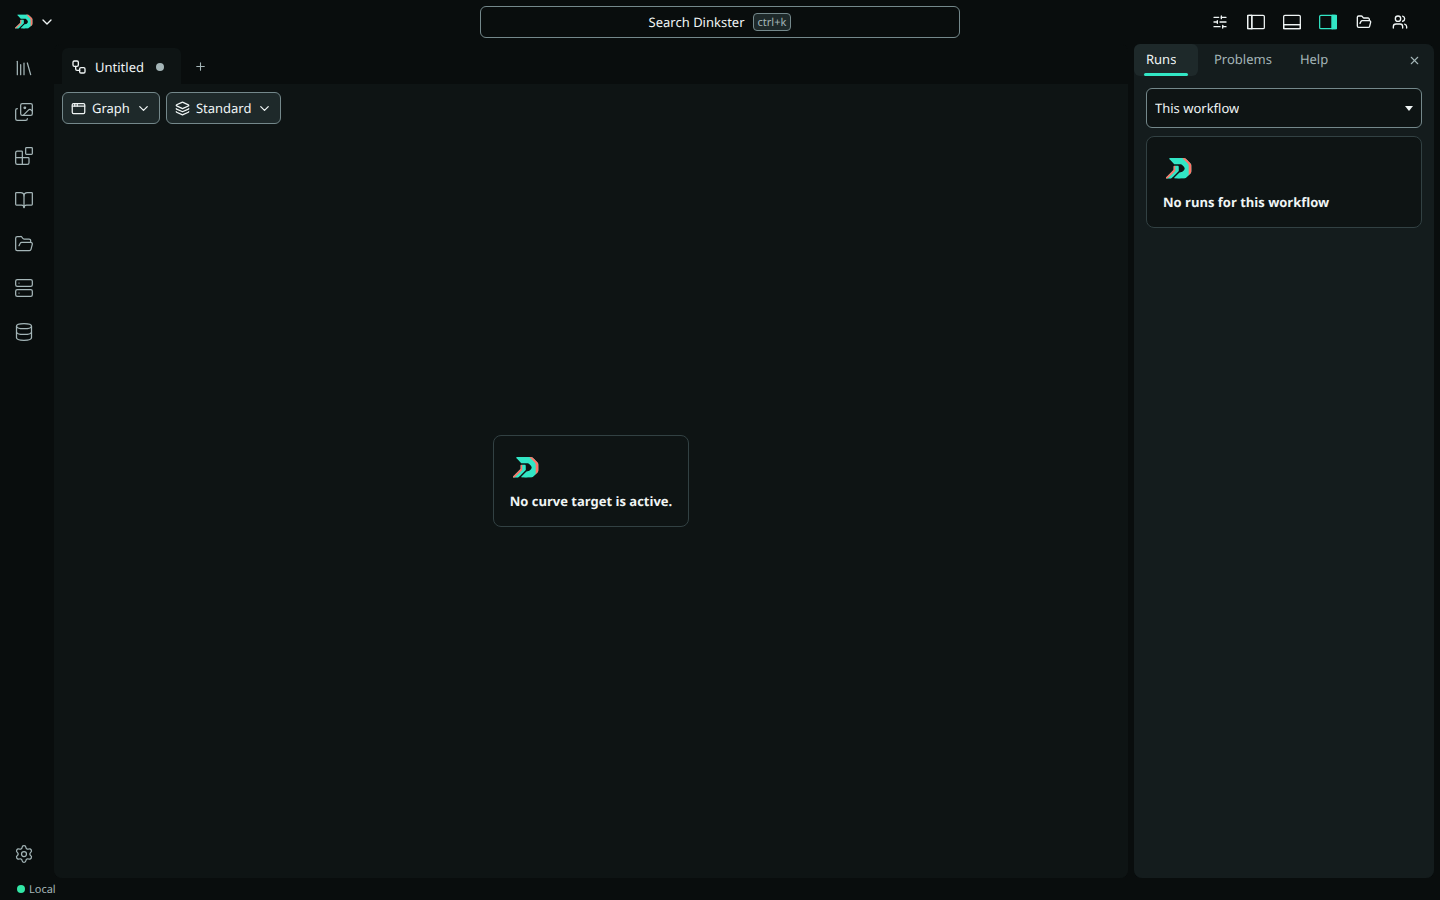 Search Dinkster ctrl+k
Untitled
Runs Problems Help
Graph Standard
This workflow
No runs for this workflow
No curve target is active.
Local